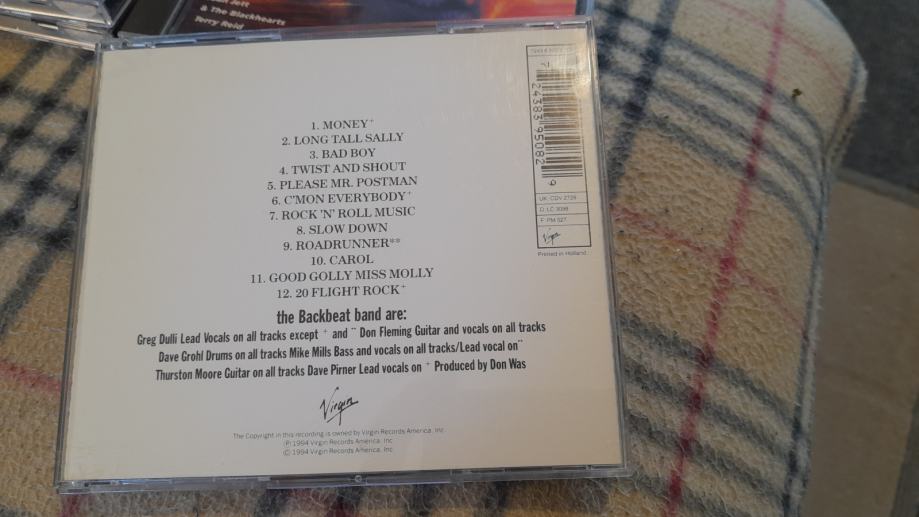 & The Blackhearts
Terry Reid
1. MONEY+
2. LONG TALL SALLY
3. BAD BOY
4. TWIST AND SHOUT
5. PLEASE MR. POSTMAN
6. C'MON EVERYBODY+
7. ROCK 'N' ROLL MUSIC
8. SLOW DOWN
9. ROADRUNNER**
10. CAROL
11. GOOD GOLLY MISS MOLLY
12. 20 FLIGHT ROCK+
the Backbeat band are:
Greg Dulli Lead Vocals on all tracks except + and ** Don Fleming Guitar and vocals on all tracks
Dave Grohl Drums on all tracks Mike Mills Bass and vocals on all tracks/Lead vocal on**
Thurston Moore Guitar on all tracks Dave Pirner Lead vocals on + Produced by Don Was
Virgin
The Copyright in this recording is owned by Virgin Records America, Inc.
℗ 1994 Virgin Records America, Inc
© 1994 Virgin Records America, Inc
7 24383 95082 9
UK: CDV 2729
D: LC 3098
F: PM 527
Virgin
Printed in Holland